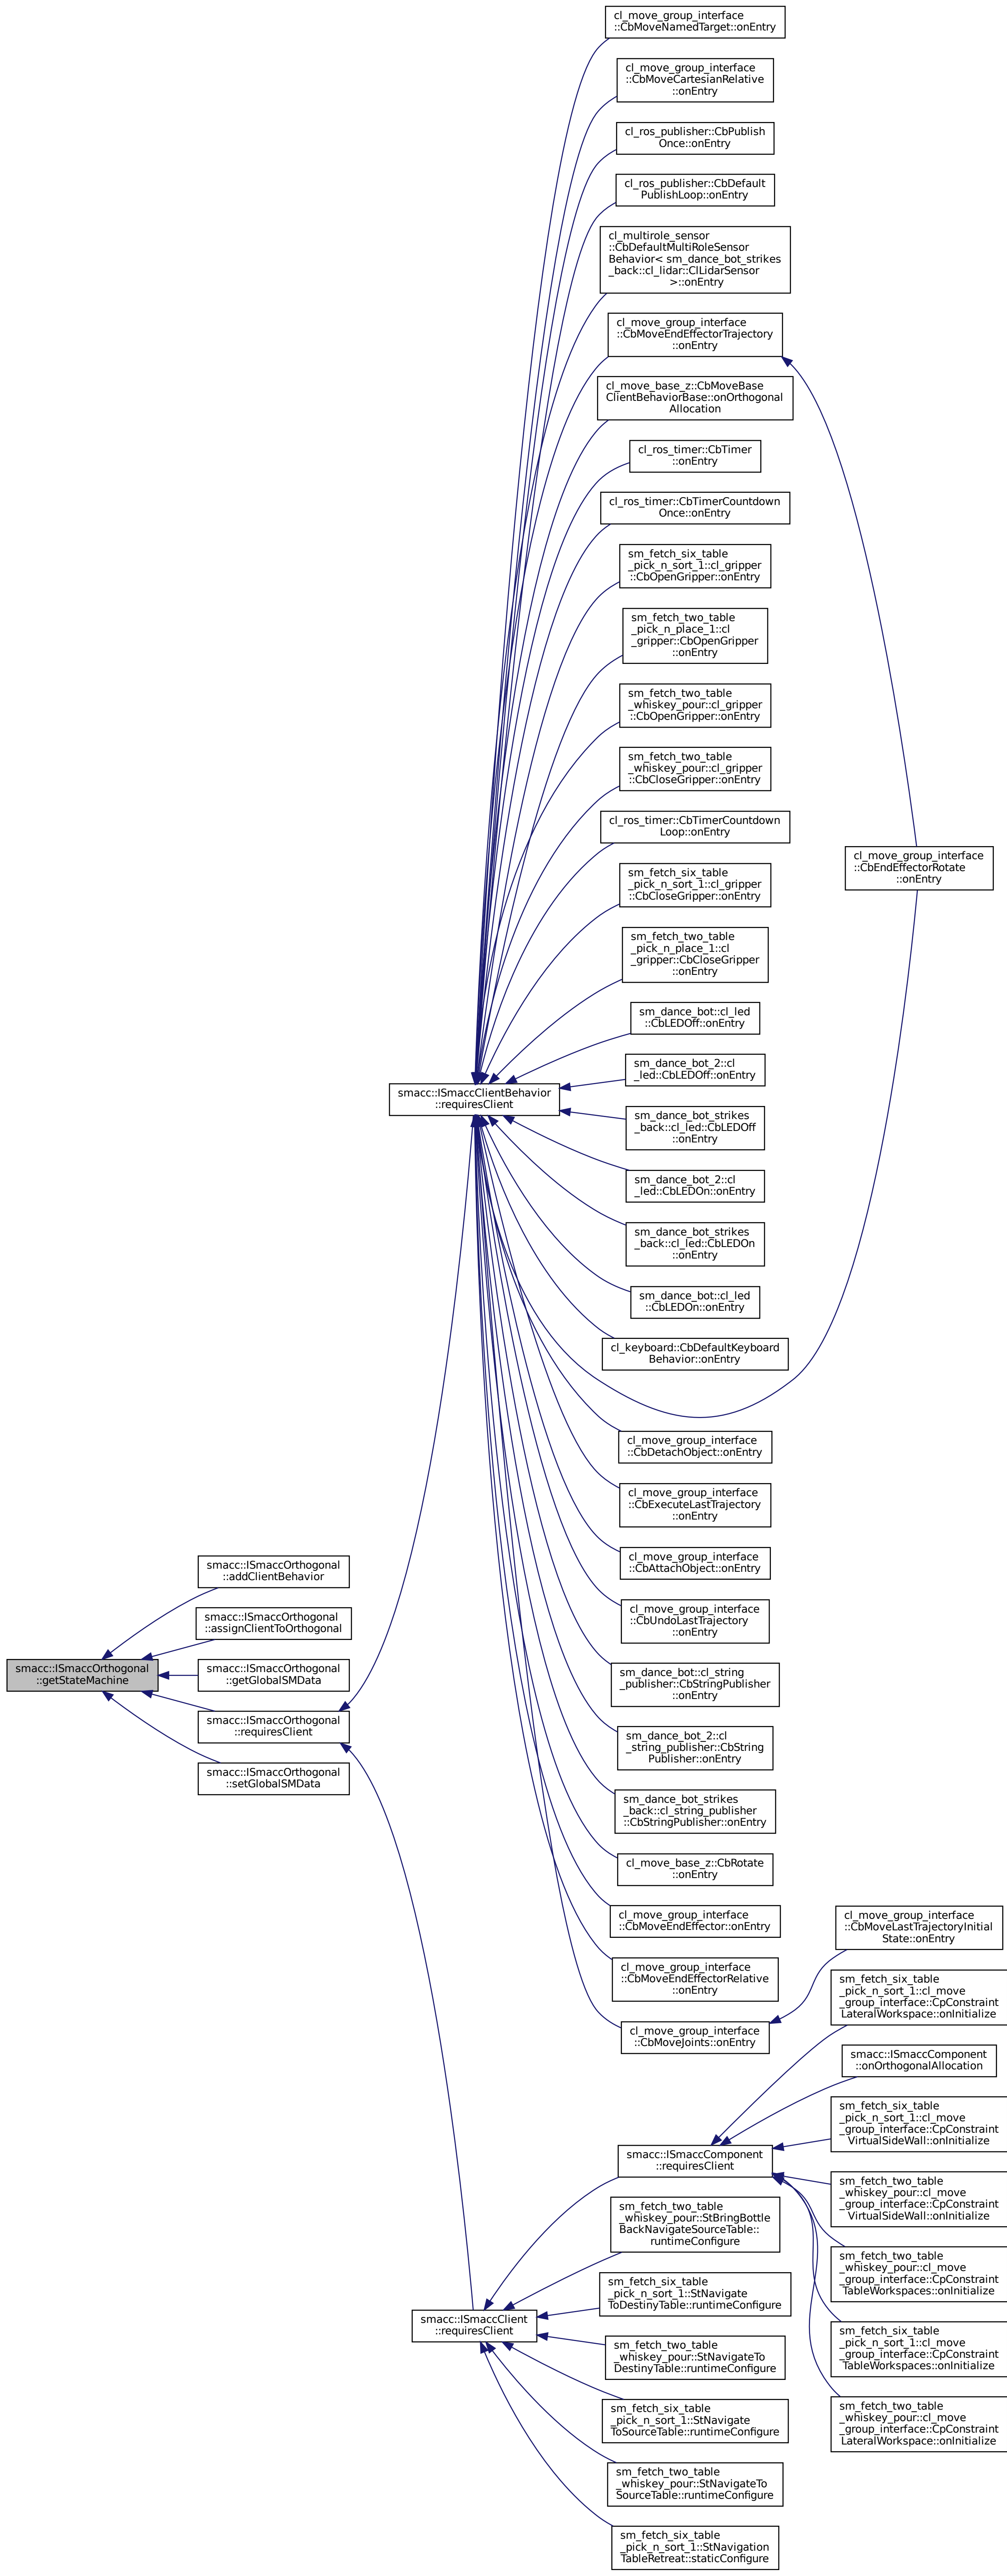 cl_move_group_interface
::CbMoveNamedTarget::onEntry
cl_move_group_interface
::CbMoveCartesianRelative
::onEntry
cl_ros_publisher::CbPublish
Once::onEntry
cl_ros_publisher::CbDefault
PublishLoop::onEntry
cl_multirole_sensor
::CbDefaultMultiRoleSensor
Behavior< sm_dance_bot_strikes
_back::cl_lidar::ClLidarSensor
>::onEntry
cl_move_group_interface
::CbMoveEndEffectorTrajectory
::onEntry
cl_move_base_z::CbMoveBase
ClientBehaviorBase::onOrthogonal
Allocation
cl_ros_timer::CbTimer
::onEntry
cl_ros_timer::CbTimerCountdown
Once::onEntry
sm_fetch_six_table
_pick_n_sort_1::cl_gripper
::CbOpenGripper::onEntry
sm_fetch_two_table
_pick_n_place_1::cl
_gripper::CbOpenGripper
::onEntry
sm_fetch_two_table
_whiskey_pour::cl_gripper
::CbOpenGripper::onEntry
sm_fetch_two_table
_whiskey_pour::cl_gripper
::CbCloseGripper::onEntry
cl_ros_timer::CbTimerCountdown
Loop::onEntry
cl_move_group_interface
::CbEndEffectorRotate
::onEntry
sm_fetch_six_table
_pick_n_sort_1::cl_gripper
::CbCloseGripper::onEntry
sm_fetch_two_table
_pick_n_place_1::cl
_gripper::CbCloseGripper
::onEntry
sm_dance_bot::cl_led
::CbLEDOff::onEntry
sm_dance_bot_2::cl
_led::CbLEDOff::onEntry
smacc::ISmaccClientBehavior
::requiresClient
sm_dance_bot_strikes
_back::cl_led::CbLEDOff
::onEntry
sm_dance_bot_2::cl
_led::CbLEDOn::onEntry
sm_dance_bot_strikes
_back::cl_led::CbLEDOn
::onEntry
sm_dance_bot::cl_led
::CbLEDOn::onEntry
cl_keyboard::CbDefaultKeyboard
Behavior::onEntry
cl_move_group_interface
::CbDetachObject::onEntry
cl_move_group_interface
::CbExecuteLastTrajectory
::onEntry
cl_move_group_interface
::CbAttachObject::onEntry
smacc::ISmaccOrthogonal
::addClientBehavior
cl_move_group_interface
::CbUndoLastTrajectory
::onEntry
smacc::ISmaccOrthogonal
::assignClientToOrthogonal
smacc::ISmaccOrthogonal
::getStateMachine
smacc::ISmaccOrthogonal
::getGlobalSMData
sm_dance_bot::cl_string
_publisher::CbStringPublisher
::onEntry
smacc::ISmaccOrthogonal
::requiresClient
sm_dance_bot_2::cl
_string_publisher::CbString
Publisher::onEntry
smacc::ISmaccOrthogonal
::setGlobalSMData
sm_dance_bot_strikes
_back::cl_string_publisher
::CbStringPublisher::onEntry
cl_move_base_z::CbRotate
::onEntry
cl_move_group_interface
::CbMoveEndEffector::onEntry
cl_move_group_interface
::CbMoveLastTrajectoryInitial
State::onEntry
cl_move_group_interface
::CbMoveEndEffectorRelative
::onEntry
sm_fetch_six_table
_pick_n_sort_1::cl_move
_group_interface::CpConstraint
LateralWorkspace::onInitialize
cl_move_group_interface
::CbMoveJoints::onEntry
smacc::ISmaccComponent
::onOrthogonalAllocation
sm_fetch_six_table
_pick_n_sort_1::cl_move
_group_interface::CpConstraint
VirtualSideWall::onInitialize
smacc::ISmaccComponent
::requiresClient
sm_fetch_two_table
_whiskey_pour::cl_move
_group_interface::CpConstraint
VirtualSideWall::onInitialize
sm_fetch_two_table
_whiskey_pour::StBringBottle
BackNavigateSourceTable::
runtimeConfigure
sm_fetch_two_table
_whiskey_pour::cl_move
_group_interface::CpConstraint
TableWorkspaces::onInitialize
sm_fetch_six_table
_pick_n_sort_1::StNavigate
ToDestinyTable::runtimeConfigure
smacc::ISmaccClient
::requiresClient
sm_fetch_six_table
_pick_n_sort_1::cl_move
_group_interface::CpConstraint
TableWorkspaces::onInitialize
sm_fetch_two_table
_whiskey_pour::StNavigateTo
DestinyTable::runtimeConfigure
sm_fetch_two_table
_whiskey_pour::cl_move
_group_interface::CpConstraint
LateralWorkspace::onInitialize
sm_fetch_six_table
_pick_n_sort_1::StNavigate
ToSourceTable::runtimeConfigure
sm_fetch_two_table
_whiskey_pour::StNavigateTo
SourceTable::runtimeConfigure
sm_fetch_six_table
_pick_n_sort_1::StNavigation
TableRetreat::staticConfigure